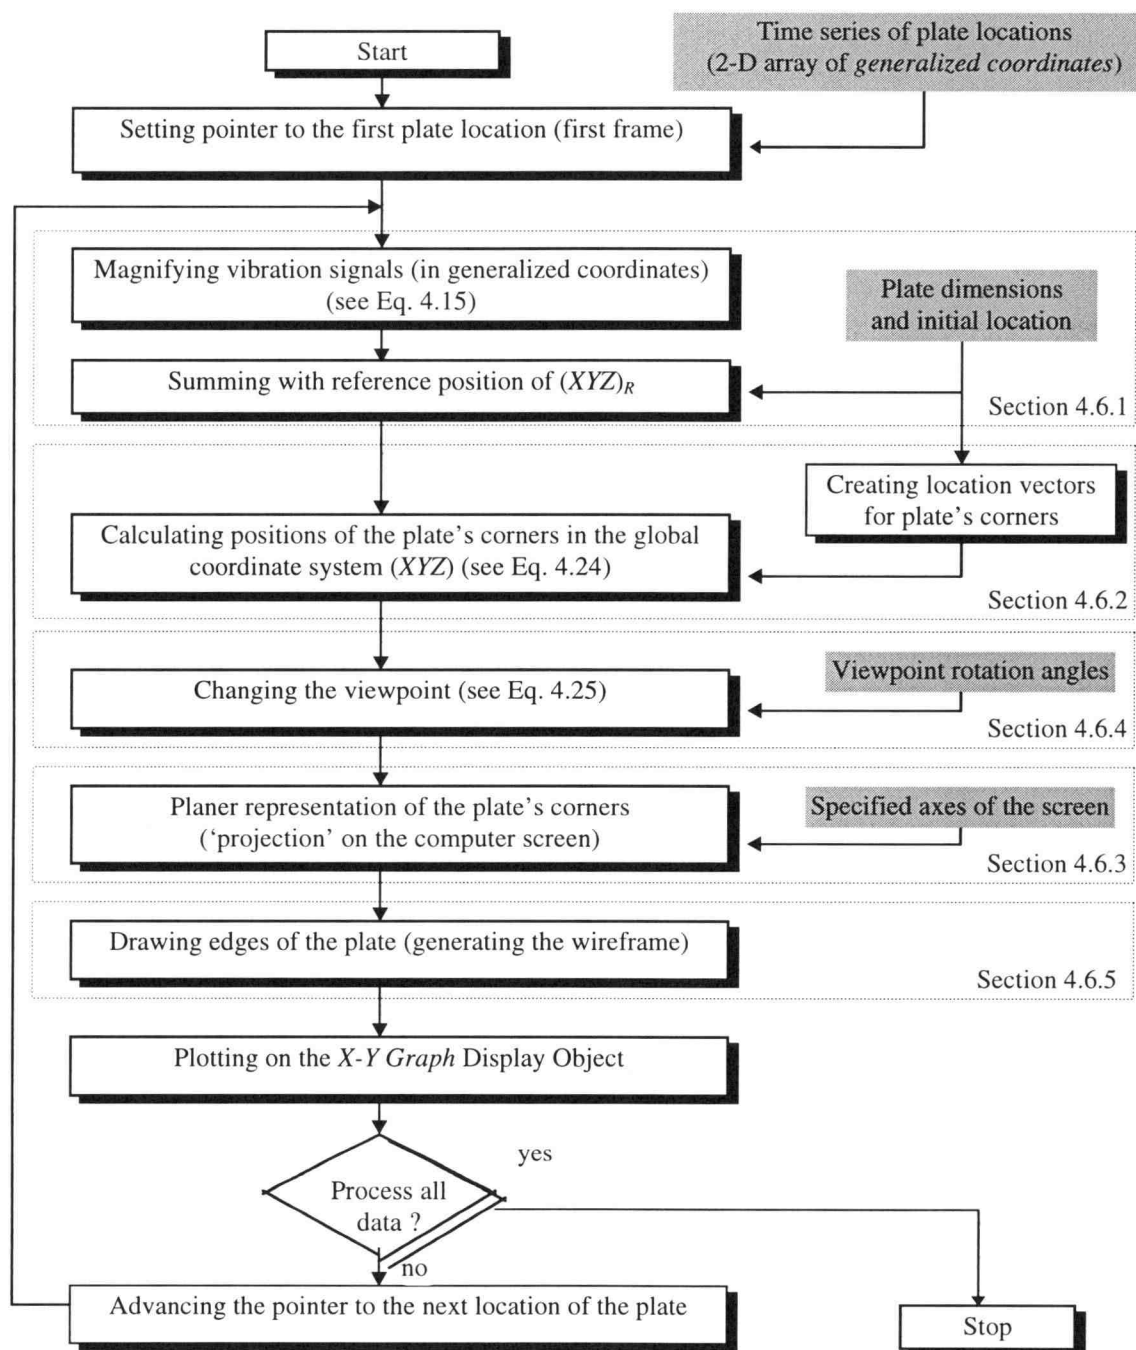 Start
Time series of plate locations
(2-D array of generalized coordinates)
Setting pointer to the first plate location (first frame)
Magnifying vibration signals (in generalized coordinates)
(see Eq. 4.15)
Plate dimensions
and initial location
Summing with reference position of (XYZ)R
Section 4.6.1
Creating location vectors
for plate's corners
Calculating positions of the plate's corners in the global
coordinate system (XYZ) (see Eq. 4.24)
Section 4.6.2
Viewpoint rotation angles
Changing the viewpoint (see Eq. 4.25)
Section 4.6.4
Planer representation of the plate's corners
('projection' on the computer screen)
Specified axes of the screen
Section 4.6.3
Drawing edges of the plate (generating the wireframe)
Section 4.6.5
Plotting on the X-Y Graph Display Object
yes
Process all
data ?
no
Advancing the pointer to the next location of the plate
Stop